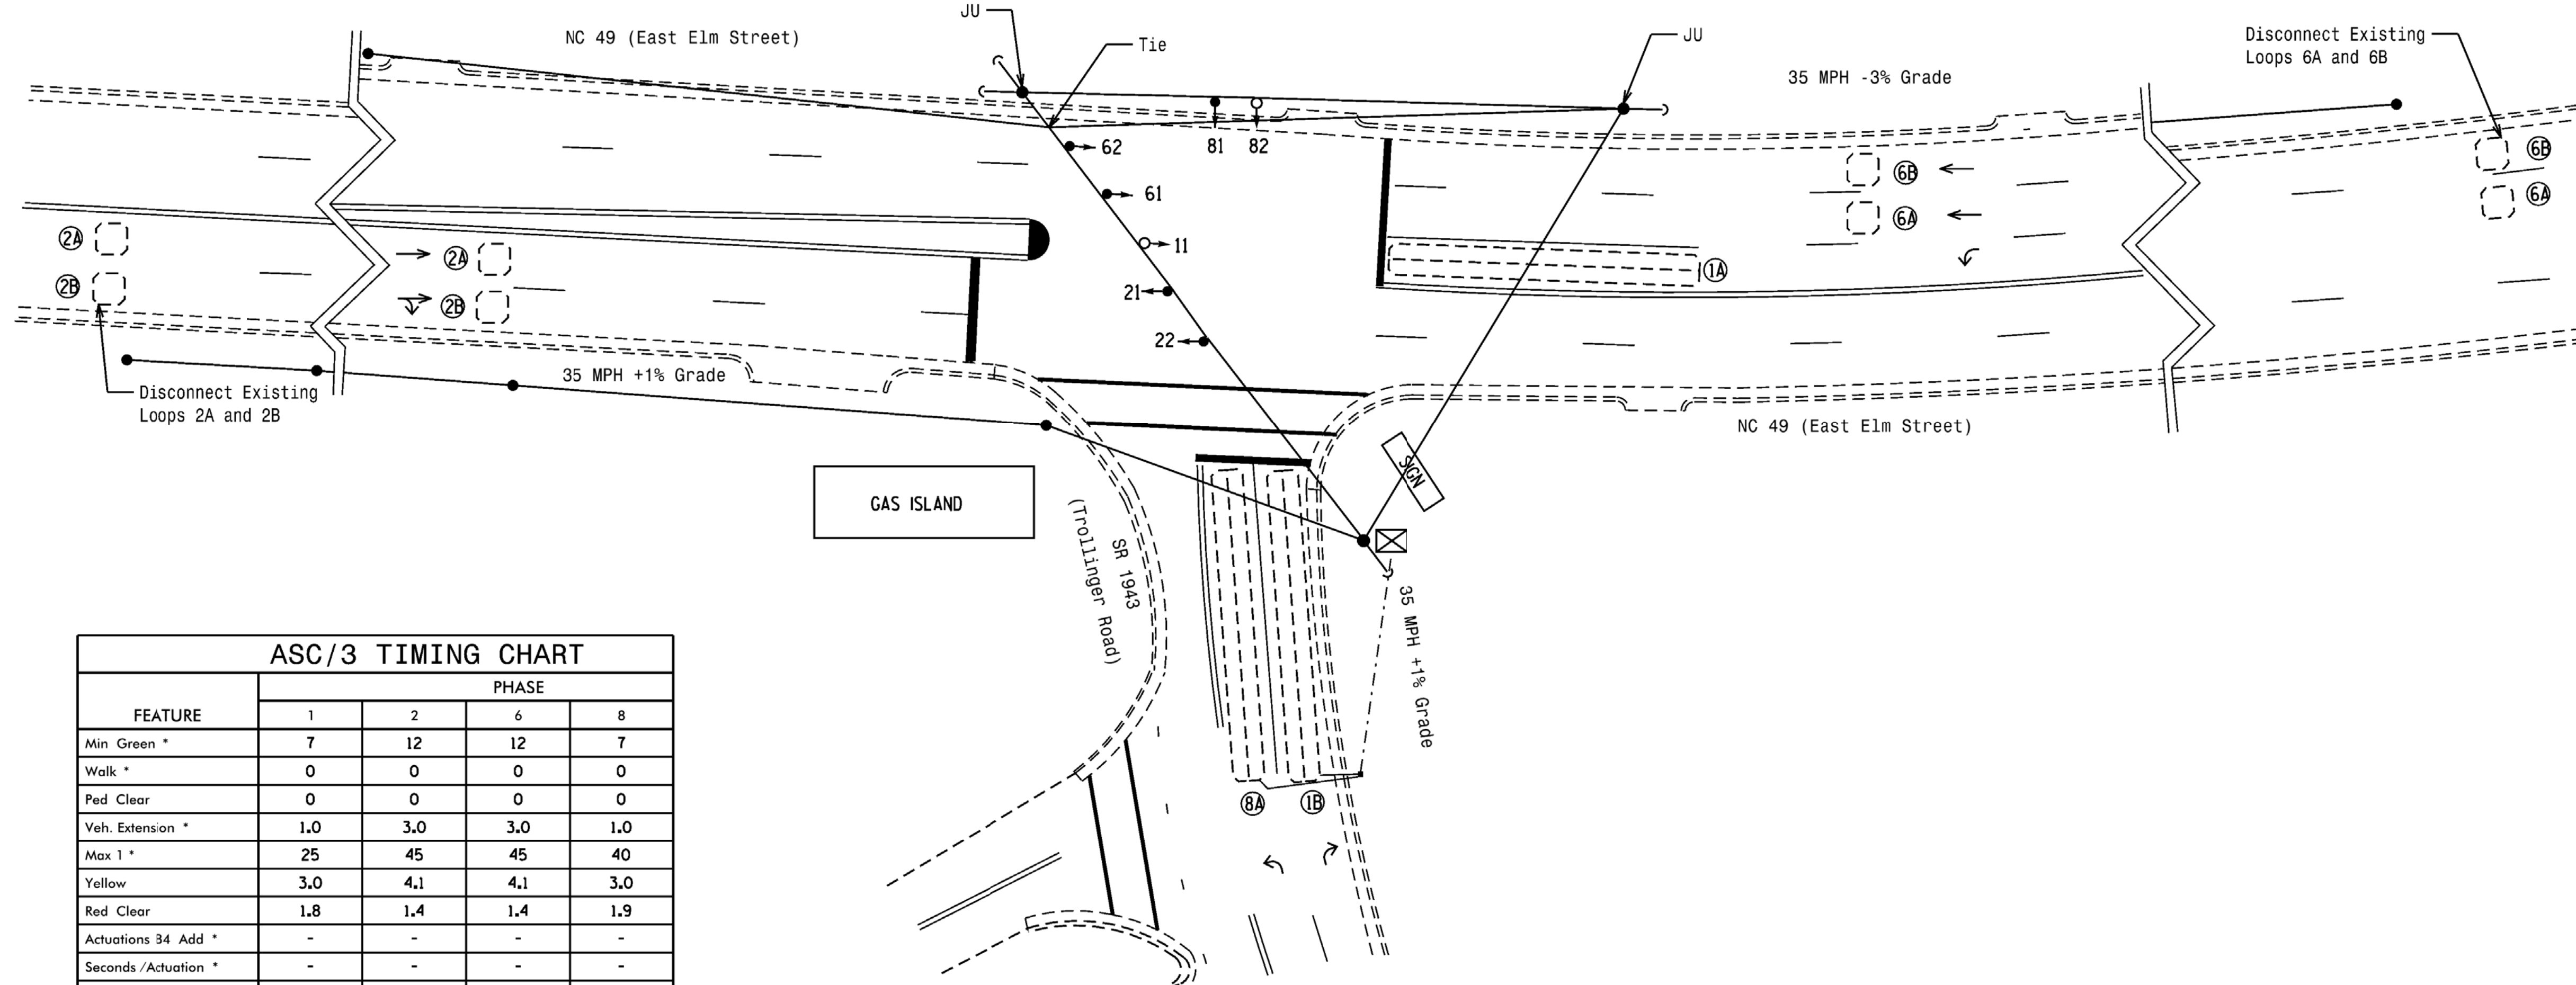 JU
NC 49 (East Elm Street)
Tie
JU
Disconnect Existing
Loops 6A and 6B
35 MPH -3% Grade
62
81
82
6B
6B
61
6A
6A
2A
2A
11
1A
2B
2B
21
22
35 MPH +1% Grade
Disconnect Existing
Loops 2A and 2B
NC 49 (East Elm Street)
SIGN
GAS ISLAND
SR 1943
(Trollinger Road)
35 MPH +1% Grade
8A
1B
ASC/3 TIMING CHART
PHASE
FEATURE 1 2 6 8
Min Green * 7 12 12 7
Walk * 0 0 0 0
Ped Clear 0 0 0 0
Veh. Extension * 1.0 3.0 3.0 1.0
Max 1 * 25 45 45 40
Yellow 3.0 4.1 4.1 3.0
Red Clear 1.8 1.4 1.4 1.9
Actuations B4 Add * - - - -
Seconds /Actuation * - - - -